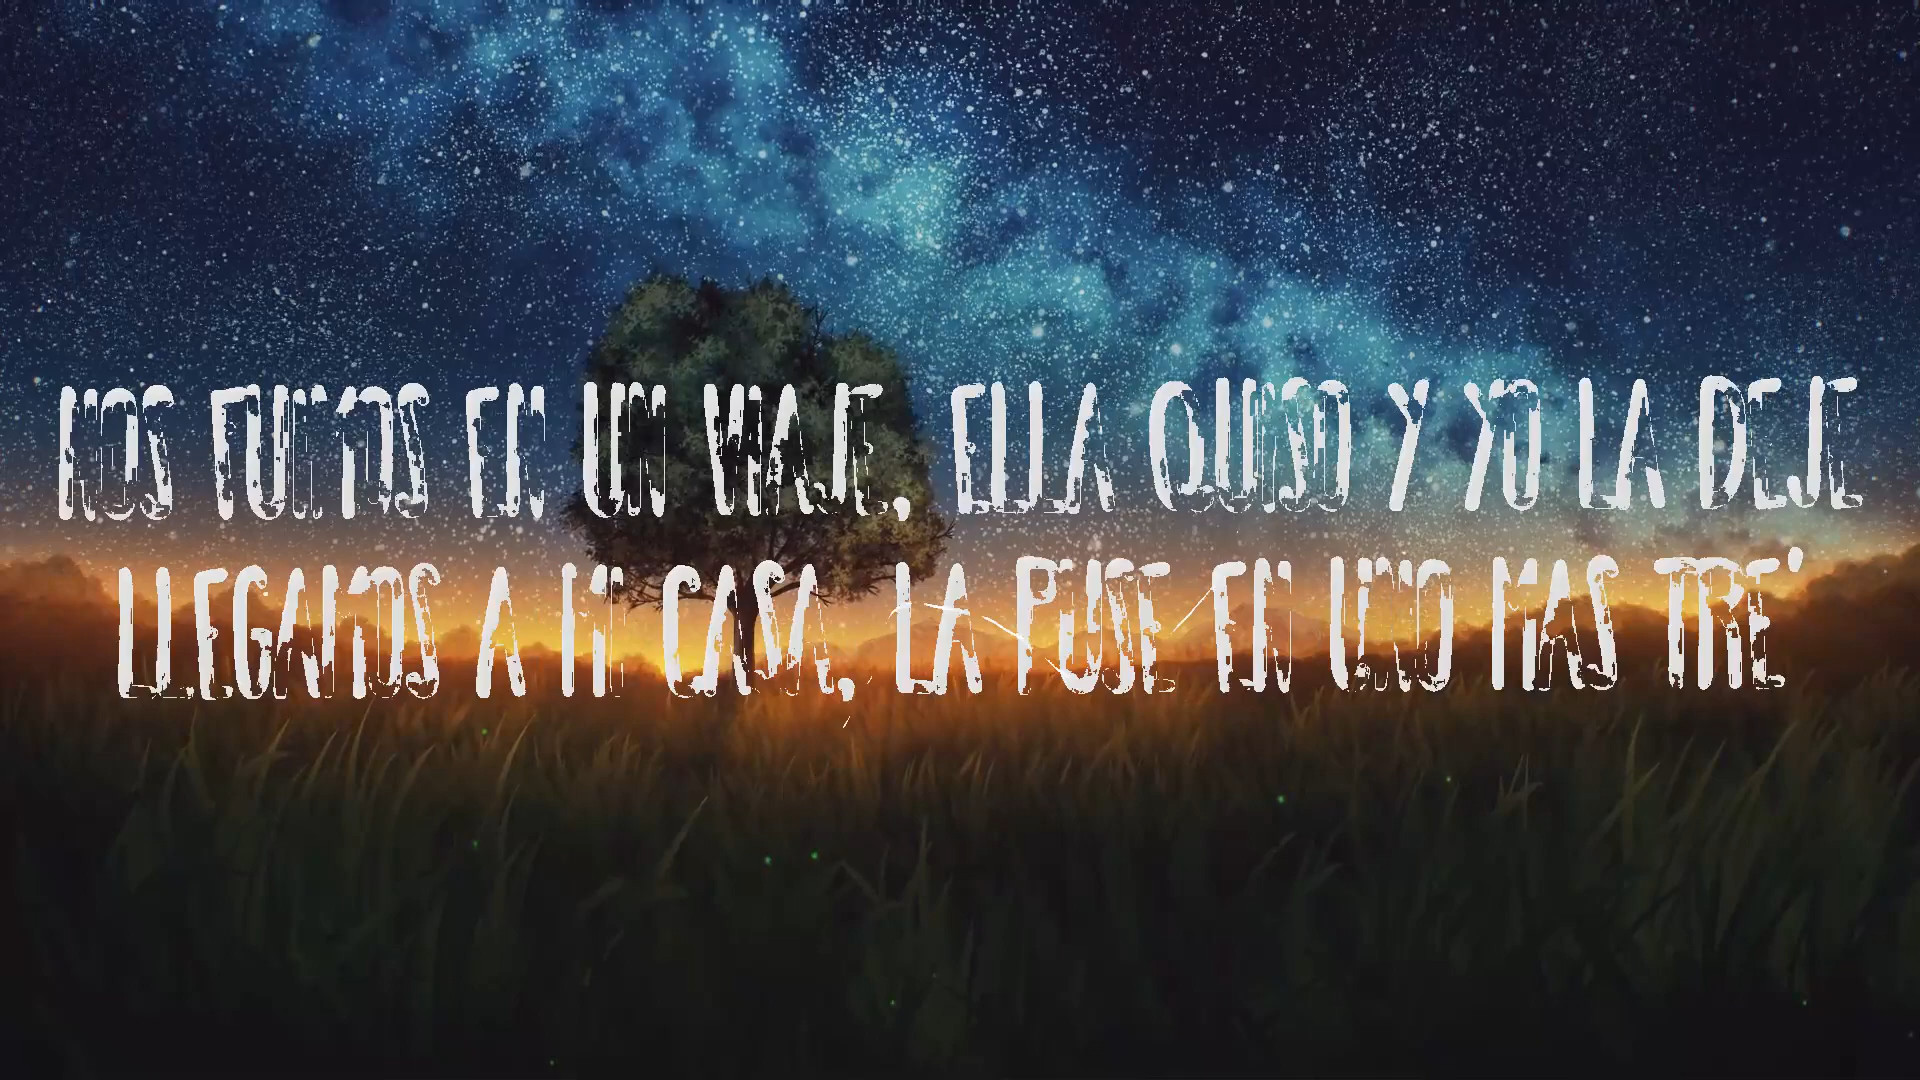 NOS FUIMOS EN UN VIAJE, ELLA QUISO Y YO LA DEJE
LLEGAMOS A MI CASA, LA PUSE EN UNO MAS TRE'